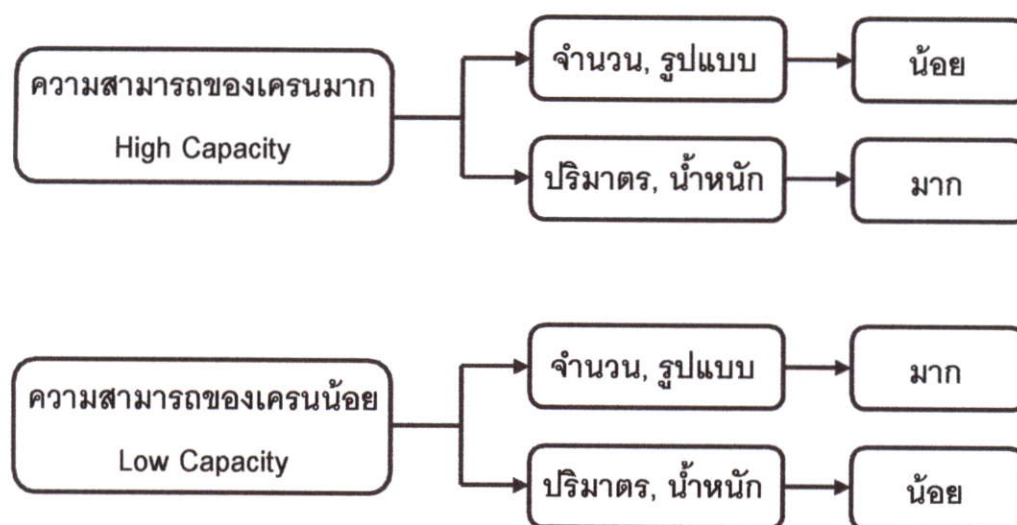 ความสามารถของเครนมาก
High Capacity
จำนวน, รูปแบบ
น้อย
ปริมาตร, น้ำหนัก
มาก
ความสามารถของเครนน้อย
Low Capacity
จำนวน, รูปแบบ
มาก
ปริมาตร, น้ำหนัก
น้อย